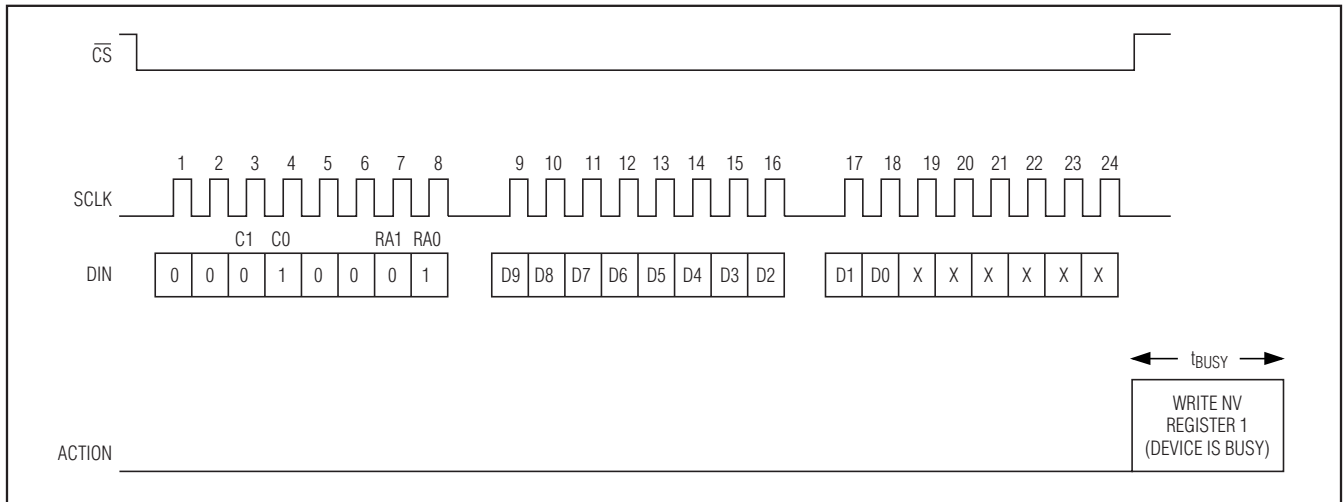 CS
1 2 3 4 5 6 7 8 9 10 11 12 13 14 15 16 17 18 19 20 21 22 23 24
SCLK
C1 C0 RA1 RA0
DIN 0 0 0 1 0 0 0 1 D9 D8 D7 D6 D5 D4 D3 D2 D1 D0 X X X X X X
tBUSY
WRITE NV
REGISTER 1
(DEVICE IS BUSY)
ACTION